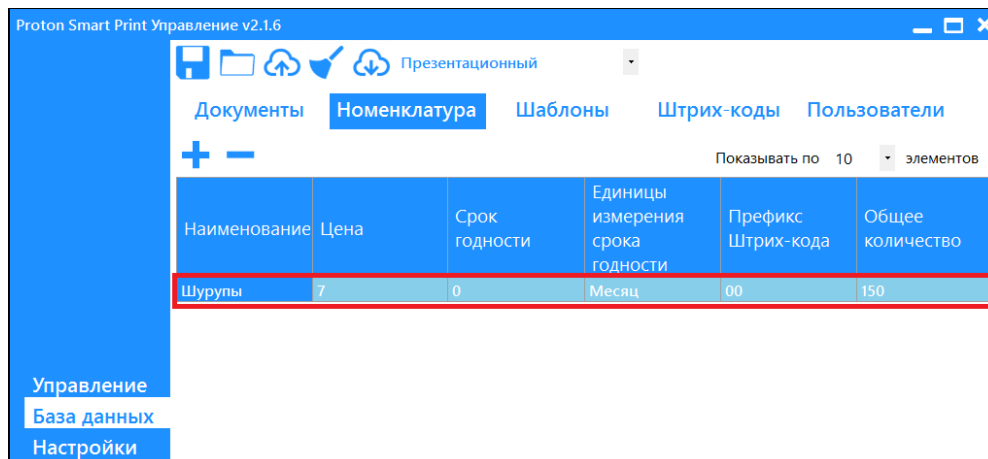 Proton Smart Print Управление v2.1.6
Презентационный
Документы Номенклатура Шаблоны Штрих-коды Пользователи
Показывать по 10 элементов
Наименование Цена Срок годности Единицы измерения срока годности Префикс Штрих-кода Общее количество
Шурупы 7 0 Месяц 00 150
Управление
База данных
Настройки